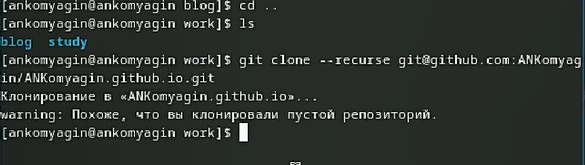 [ankomyagin@ankomyagin blog]$ cd ..
[ankomyagin@ankomyagin work]$ ls
blog  study
[ankomyagin@ankomyagin work]$ git clone --recurse git@github.com:ANKomyag
in/ANKomyagin.github.io.git
Клонирование в «ANKomyagin.github.io»...
warning: Похоже, что вы клонировали пустой репозиторий.
[ankomyagin@ankomyagin work]$